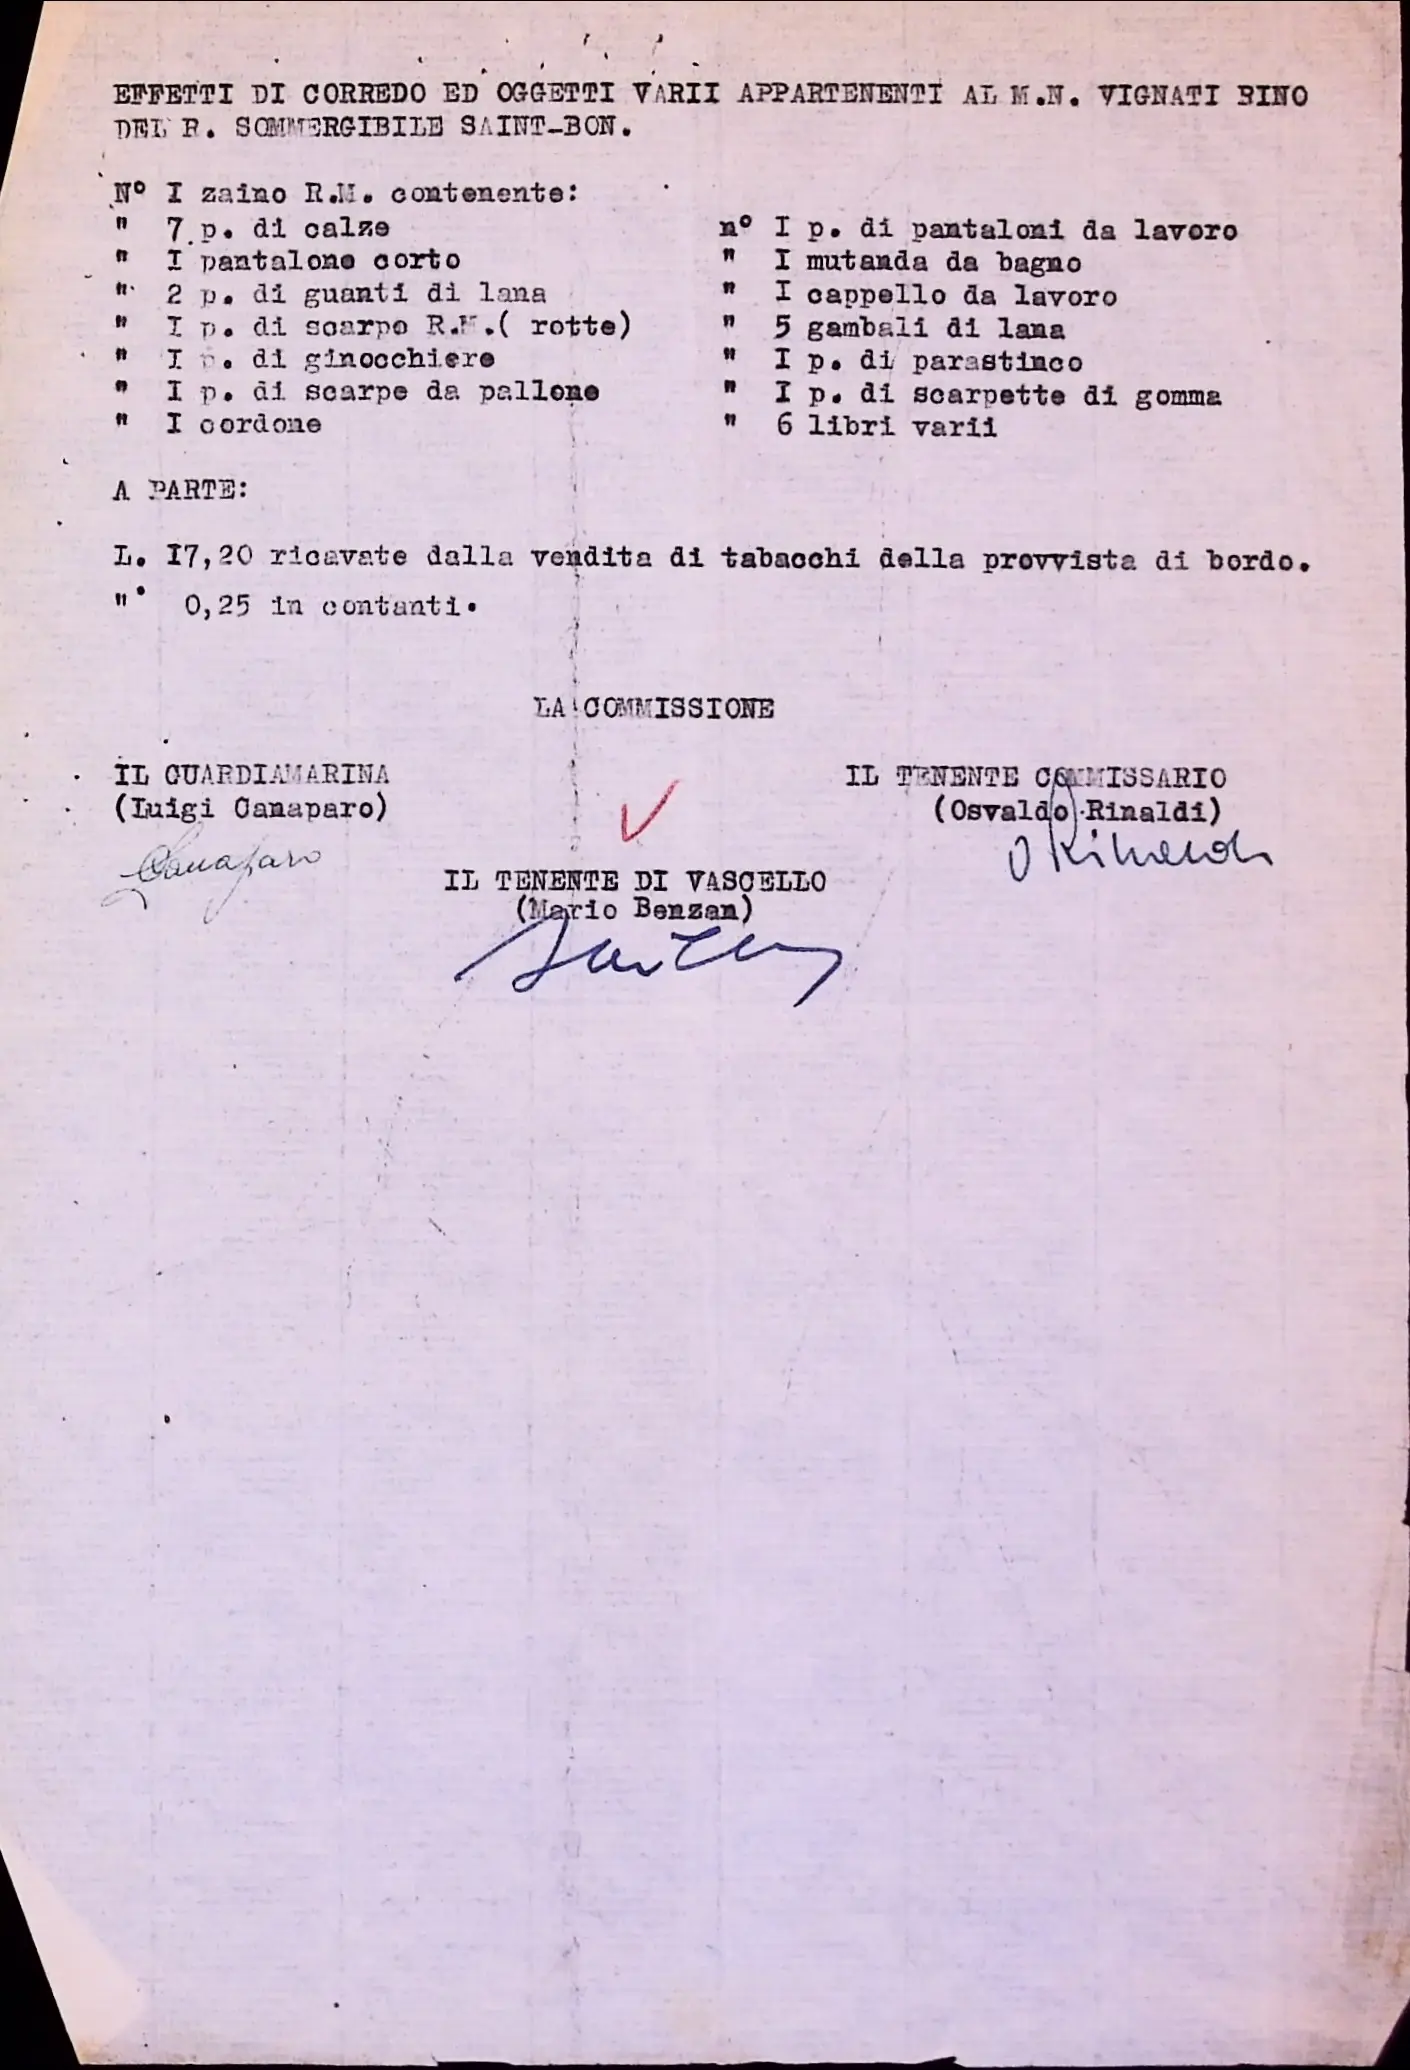 EFFETTI DI CORREDO ED OGGETTI VARII APPARTENENTI AL M.N. VIGNATI BINO
DEL R. SOMMERGIBILE SAINT-BON.
N° I zaino R.M. contenente:
" 7 p. di calze
" I pantalone corto
" 2 p. di guanti di lana
" I p. di scarpe R.M.( rotte)
" I p. di ginocchiere
" I p. di scarpe da pallone
" I cordone
n° I p. di pantaloni da lavoro
" I mutanda da bagno
" I cappello da lavoro
" 5 gambali di lana
" I p. di parastinco
" I p. di scarpette di gomma
" 6 libri varii
A PARTE:
L. I7,20 ricavate dalla vendita di tabacchi della provvista di bordo.
" 0,25 in contanti.
LA COMMISSIONE
IL GUARDIAMARINA
(Luigi Canaparo)
Canaparo
IL TENENTE COMMISSARIO
(Osvaldo Rinaldi)
O Rinaldi
IL TENENTE DI VASCELLO
(Mario Benzan)